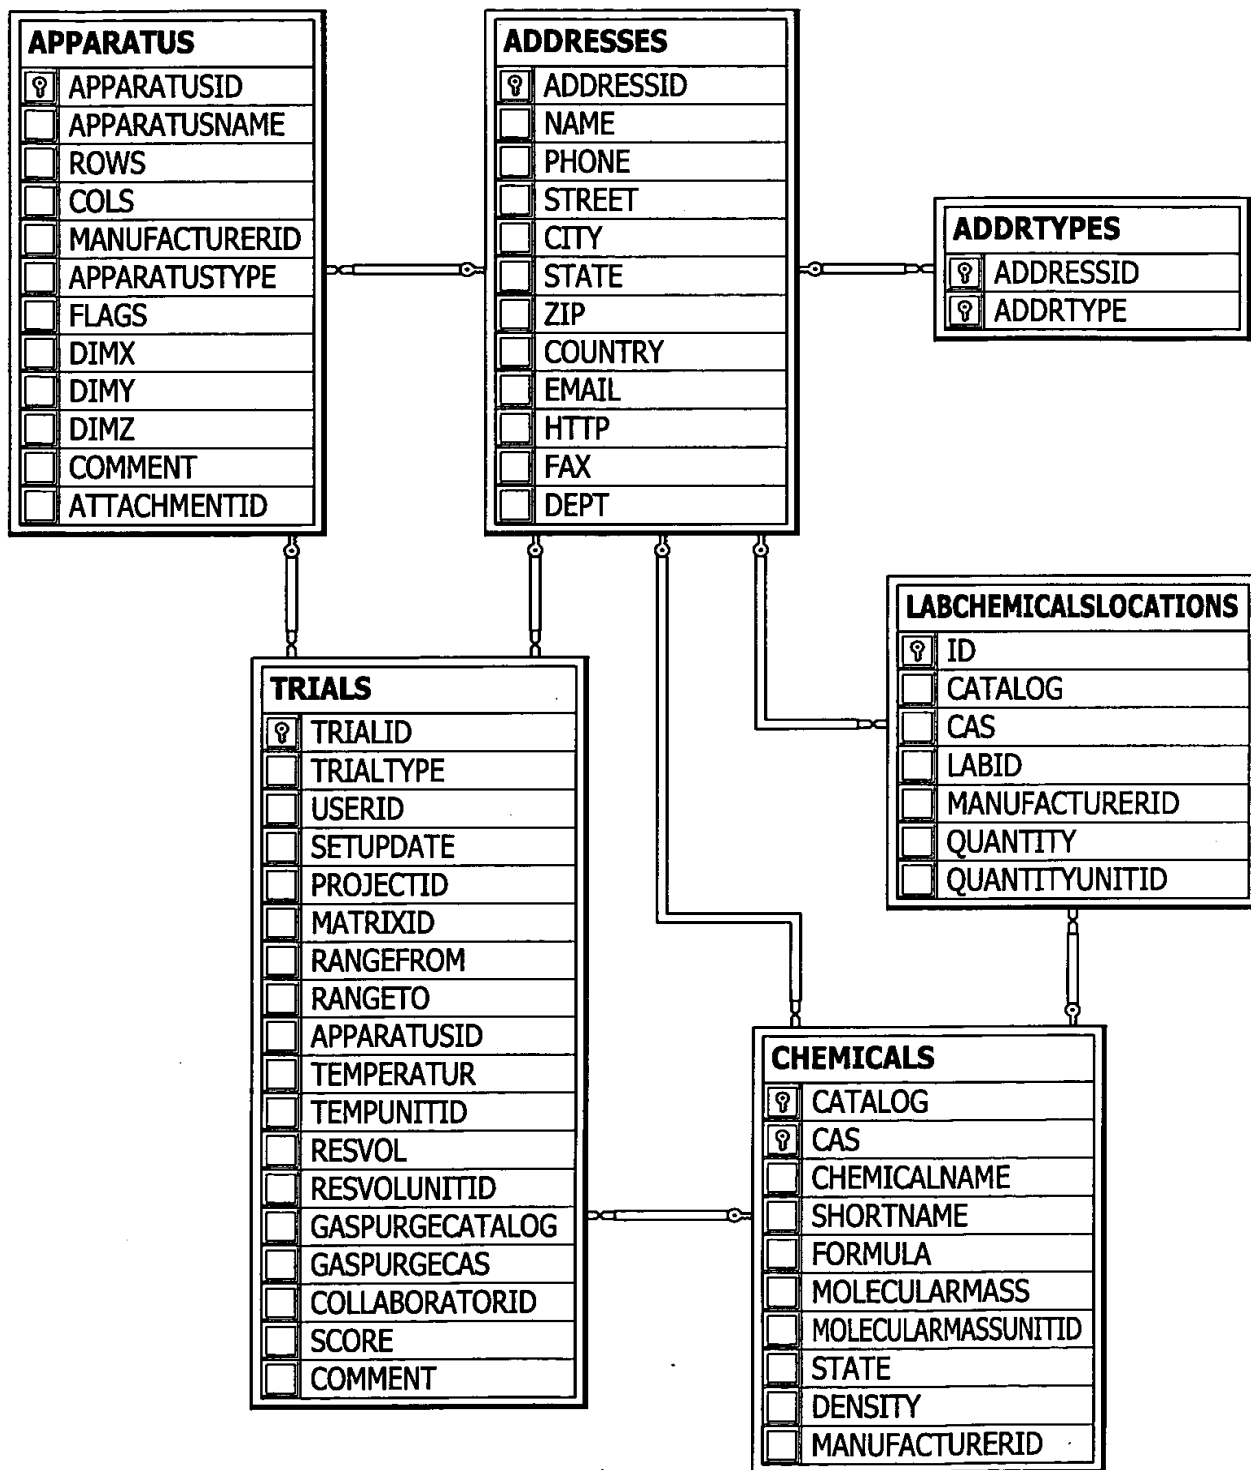 APPARATUS
APPARATUSID
APPARATUSNAME
ROWS
COLS
MANUFACTURERID
APPARATUSTYPE
FLAGS
DIMX
DIMY
DIMZ
COMMENT
ATTACHMENTID
ADDRESSES
ADDRESSID
NAME
PHONE
STREET
CITY
STATE
ZIP
COUNTRY
EMAIL
HTTP
FAX
DEPT
ADDRTYPES
ADDRESSID
ADDRTYPE
LABCHEMICALSLOCATIONS
ID
CATALOG
CAS
LABID
MANUFACTURERID
QUANTITY
QUANTITYUNITID
TRIALS
TRIALID
TRIALTYPE
USERID
SETUPDATE
PROJECTID
MATRIXID
RANGEFROM
RANGETO
APPARATUSID
TEMPERATUR
TEMPUNITID
RESVOL
RESVOLUNITID
GASPURGECATALOG
GASPURGECAS
COLLABORATORID
SCORE
COMMENT
CHEMICALS
CATALOG
CAS
CHEMICALNAME
SHORTNAME
FORMULA
MOLECULARMASS
MOLECULARMASSUNITID
STATE
DENSITY
MANUFACTURERID